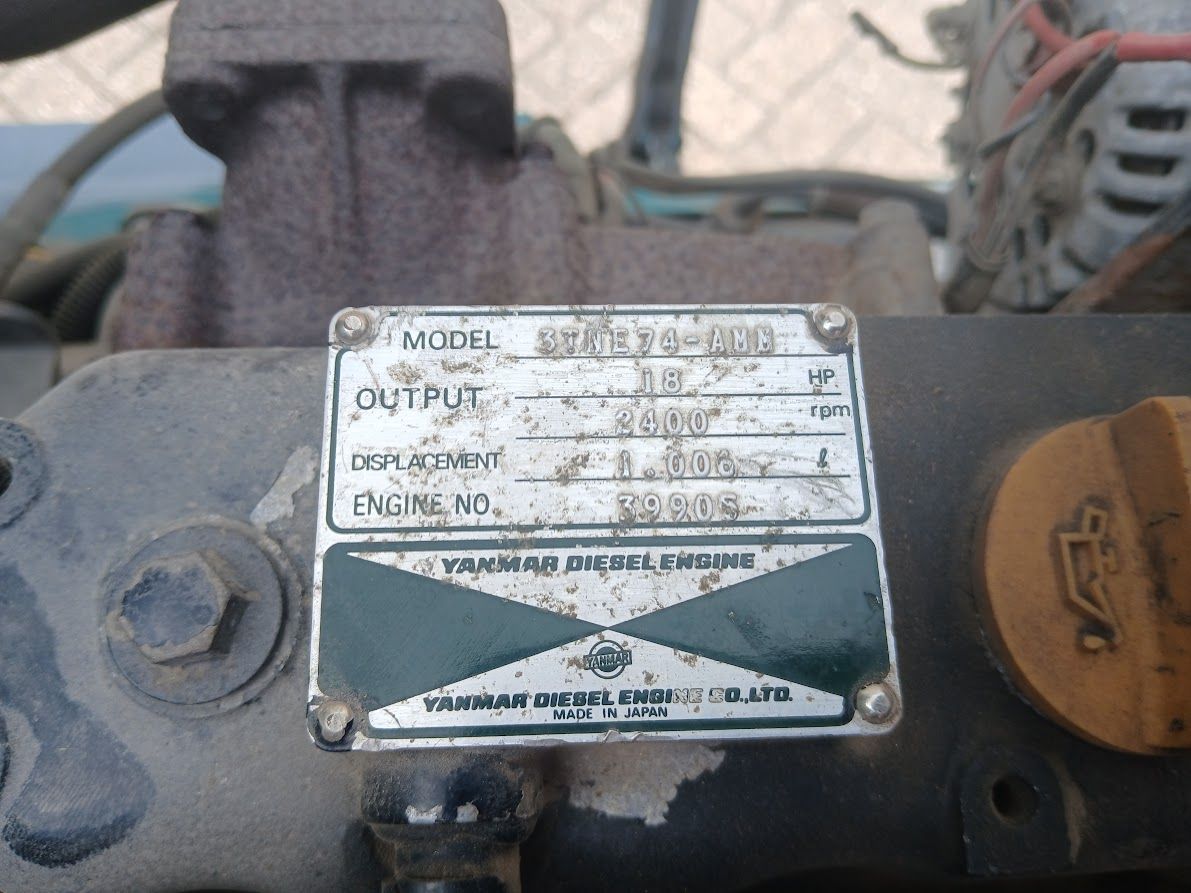 MODEL 3TNE74-AMM
OUTPUT 18 HP
2400 rpm
DISPLACEMENT 1.006 ℓ
ENGINE NO 39905
YANMAR DIESEL ENGINE
YANMAR
YANMAR DIESEL ENGINE CO.,LTD.
MADE IN JAPAN